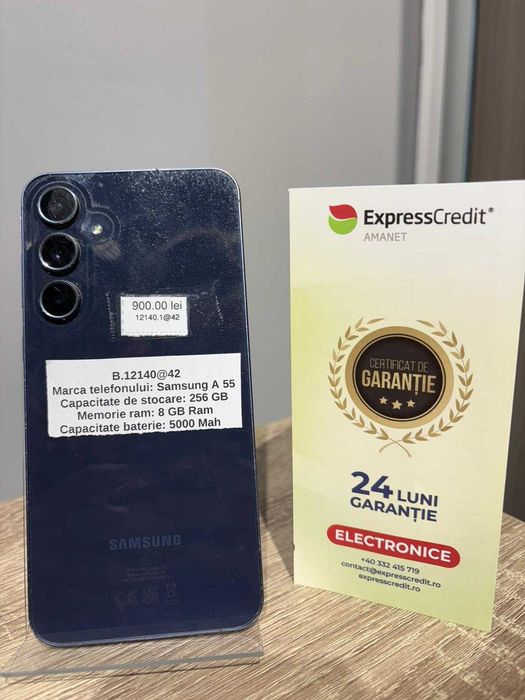 900.00 lei
12140.1@42
B.12140@42
Marca telefonului: Samsung A 55
Capacitate de stocare: 256 GB
Memorie ram: 8 GB Ram
Capacitate baterie: 5000 Mah
SAMSUNG
ExpressCredit®
AMANET
CERTIFICAT DE
GARANȚIE
24 LUNI
GARANȚIE
ELECTRONICE
+40 332 415 719
contact@expresscredit.ro
expresscredit.ro